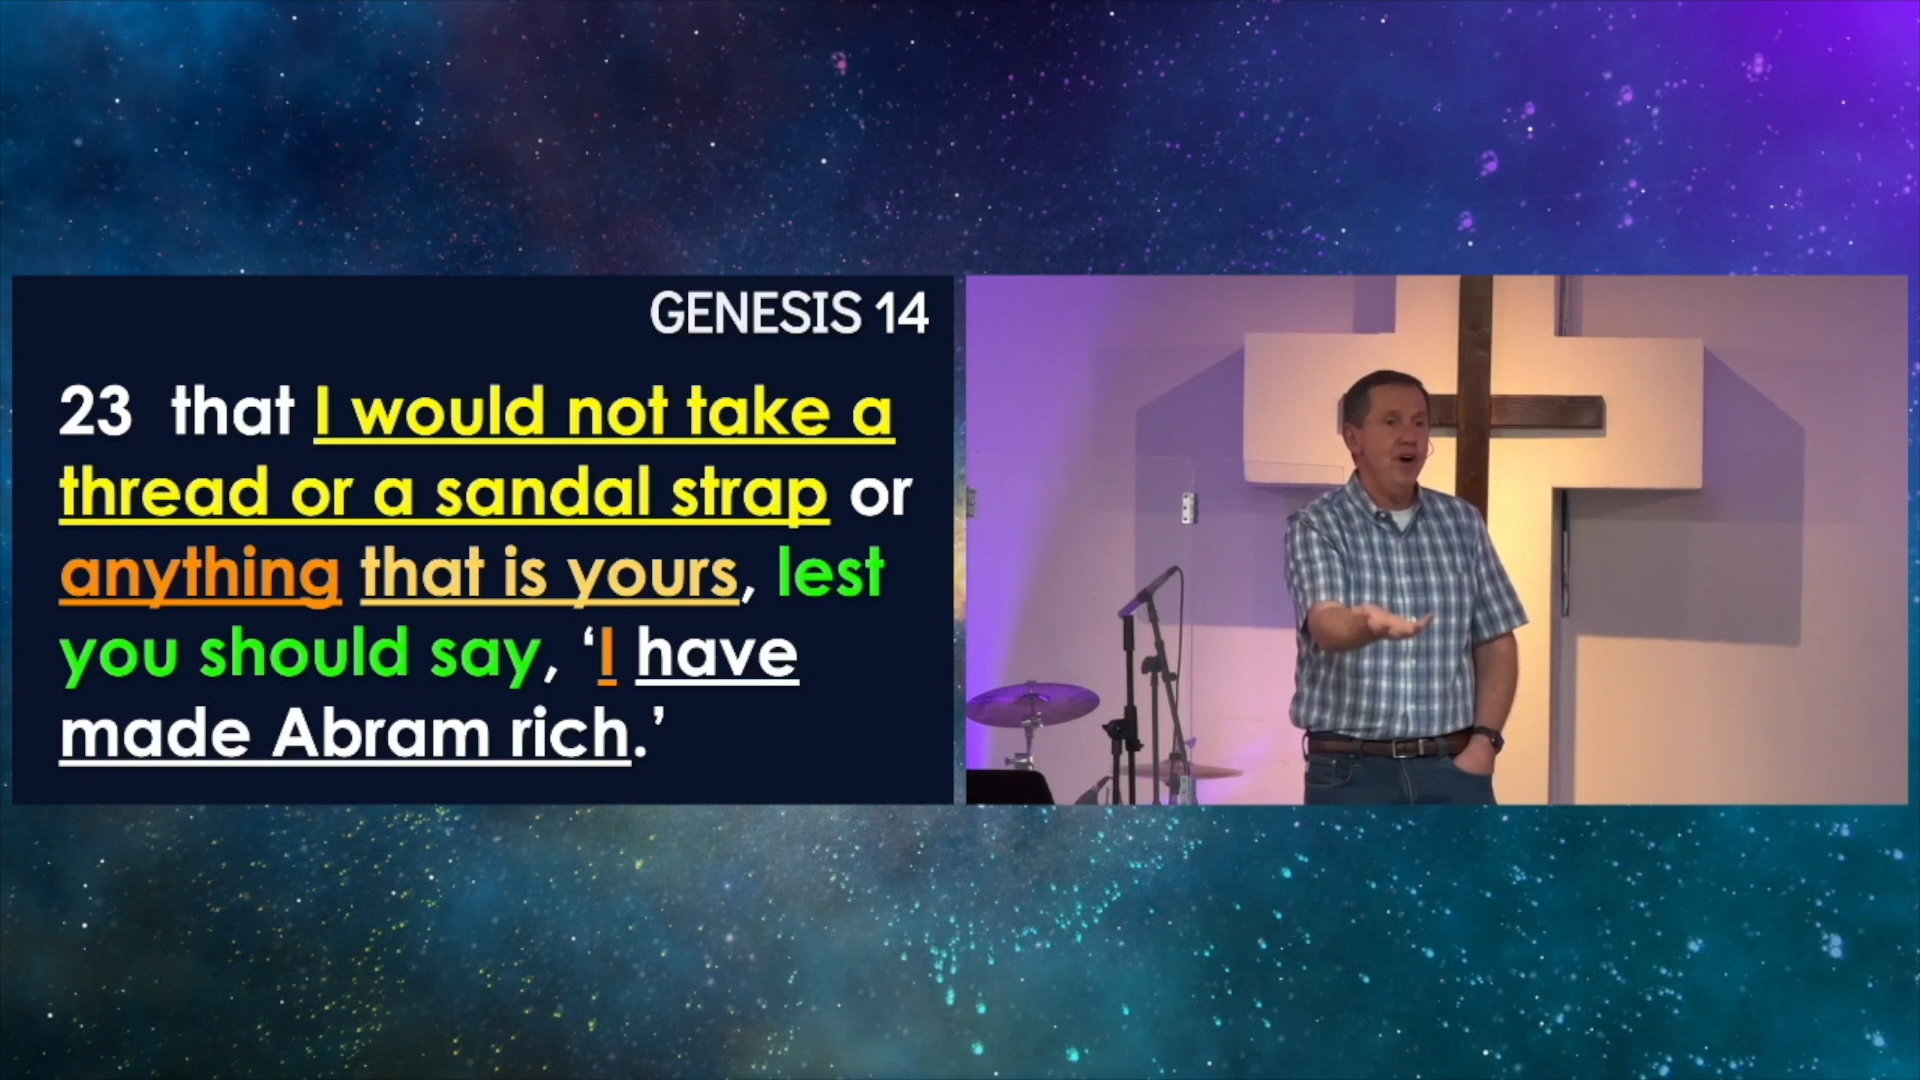 GENESIS 14
23 that I would not take a
thread or a sandal strap or
anything that is yours, lest
you should say, ‘I have
made Abram rich.’